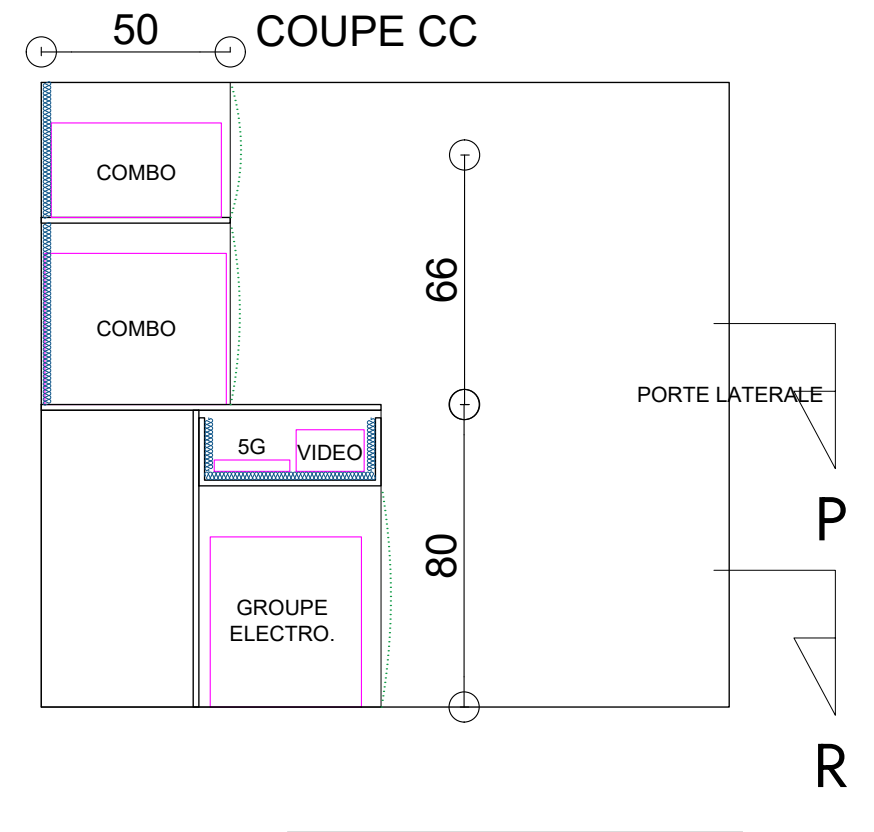 50 COUPE CC
COMBO
66
COMBO
PORTE LATERALE
5G VIDEO
P
80
GROUPE
ELECTRO.
R